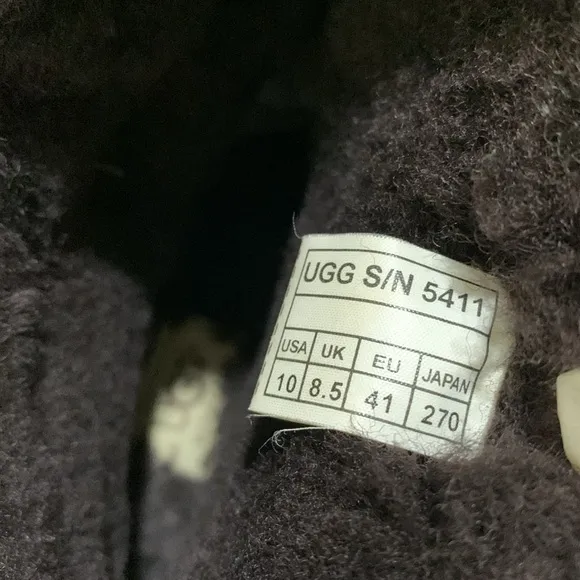 UGG S/N 5411
USA UK EU JAPAN
10 8.5 41 270